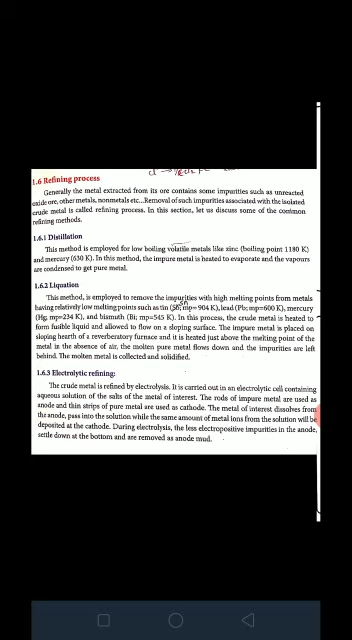 1.6 Refining process
Generally the metal extracted from its ore contains some impurities such as unreacted
oxide ore, other metals, nonmetals etc...Removal of such impurities associated with the isolated
crude metal is called refining process. In this section, let us discuss some of the common
refining methods.
1.6.1 Distillation
This method is employed for low boiling volatile metals like zinc (boiling point 1180 K)
and mercury (630 K). In this method, the impure metal is heated to evaporate and the vapours
are condensed to get pure metal.
1.6.2 Liquation
This method, is employed to remove the impurities with high melting points from metals
Sn
having relatively low melting points such as tin (Sb; mp= 904 K), lead (Pb; mp=600 K), mercury
(Hg, mp=234 K), and bismuth (Bi; mp=545 K). In this process, the crude metal is heated to
form fusible liquid and allowed to flow on a sloping surface. The impure metal is placed on
sloping hearth of a reverberatory furnace and it is heated just above the melting point of the
metal in the absence of air, the molten pure metal flows down and the impurities are left
behind. The molten metal is collected and solidified.
1.6.3 Electrolytic refining:
The crude metal is refined by electrolysis. It is carried out in an electrolytic cell containing
aqueous solution of the salts of the metal of interest. The rods of impure metal are used as
anode and thin strips of pure metal are used as cathode. The metal of interest dissolves from
the anode, pass into the solution while the same amount of metal ions from the solution will be
deposited at the cathode. During electrolysis, the less electropositive impurities in the anode,
settle down at the bottom and are removed as anode mud.